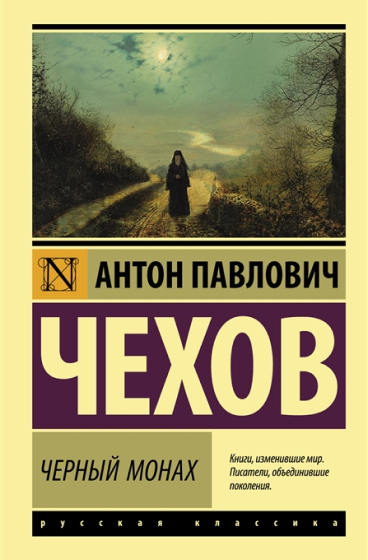 N
АНТОН ПАВЛОВИЧ
ЧЕХОВ
ЧЕРНЫЙ МОНАХ
Книги, изменившие мир.
Писатели, объединившие
поколения.
русская классика